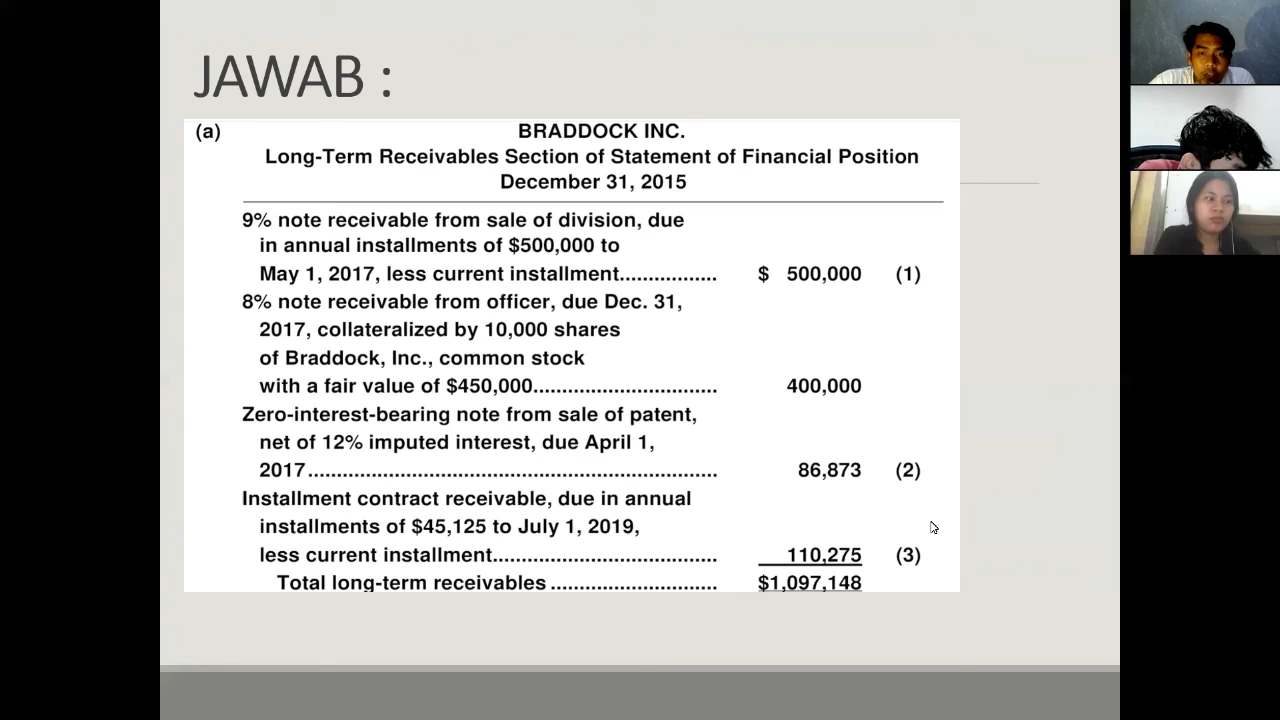 JAWAB :
(a) BRADDOCK INC.
Long-Term Receivables Section of Statement of Financial Position
December 31, 2015
9% note receivable from sale of division, due
in annual installments of $500,000 to
May 1, 2017, less current installment................. $ 500,000 (1)
8% note receivable from officer, due Dec. 31,
2017, collateralized by 10,000 shares
of Braddock, Inc., common stock
with a fair value of $450,000................................ 400,000
Zero-interest-bearing note from sale of patent,
net of 12% imputed interest, due April 1,
2017....................................................................... 86,873 (2)
Installment contract receivable, due in annual
installments of $45,125 to July 1, 2019,
less current installment....................................... 110,275 (3)
Total long-term receivables ............................. $1,097,148